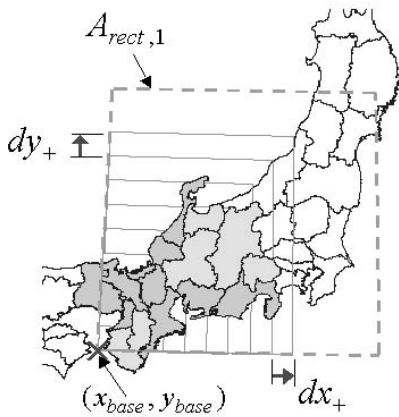 A_{rect,1}
dy_+
(x_{base}, y_{base})
dx_+